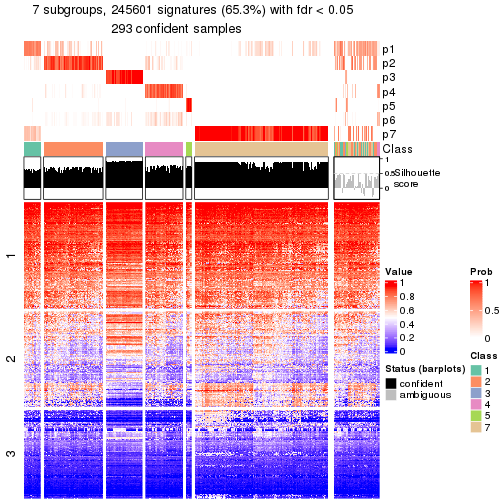 7 subgroups, 245601 signatures (65.3%) with fdr < 0.05
293 confident samples
p1
p2
p3
p4
p5
p6
p7
Class
1
0.5
0
Silhouette
score
1
2
3
Value
1
0.8
0.6
0.4
0.2
0
Prob
1
0.5
0
Status (barplots)
confident
ambiguous
Class
1
2
3
4
5
7